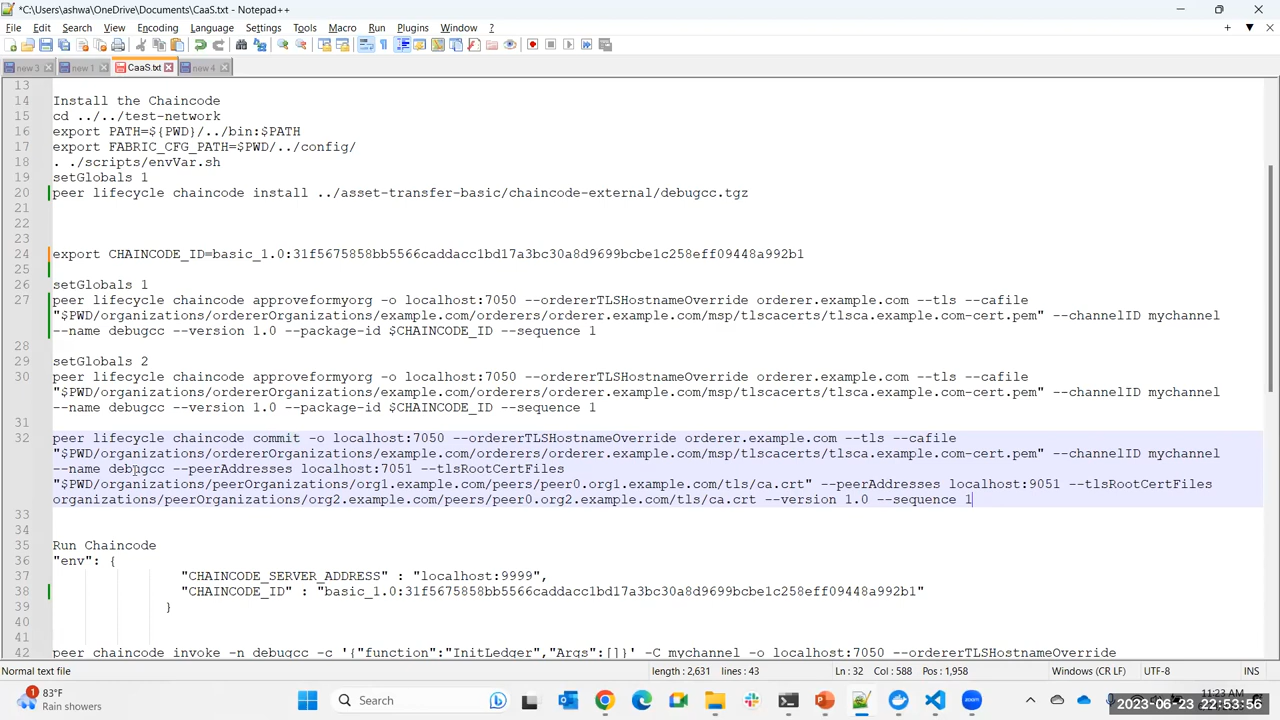 *C:\Users\ashwa\OneDrive\Documents\CaaS.txt - Notepad++
File Edit Search View Encoding Language Settings Tools Macro Run Plugins Window ?
new 3 new 1 CaaS.txt new 4
13
14 Install the Chaincode
15 cd ../../test-network
16 export PATH=${PWD}/../bin:$PATH
17 export FABRIC_CFG_PATH=$PWD/../config/
18 . ./scripts/envVar.sh
19 setGlobals 1
20 peer lifecycle chaincode install ../asset-transfer-basic/chaincode-external/debugcc.tgz
21
22
23
24 export CHAINCODE_ID=basic_1.0:31f5675858bb5566caddacc1bd17a3bc30a8d9699bcbe1c258eff09448a992b1
25
26 setGlobals 1
27 peer lifecycle chaincode approveformyorg -o localhost:7050 --ordererTLSHostnameOverride orderer.example.com --tls --cafile
"$PWD/organizations/ordererOrganizations/example.com/orderers/orderer.example.com/msp/tlscacerts/tlsca.example.com-cert.pem" --channelID mychannel
--name debugcc --version 1.0 --package-id $CHAINCODE_ID --sequence 1
28
29 setGlobals 2
30 peer lifecycle chaincode approveformyorg -o localhost:7050 --ordererTLSHostnameOverride orderer.example.com --tls --cafile
"$PWD/organizations/ordererOrganizations/example.com/orderers/orderer.example.com/msp/tlscacerts/tlsca.example.com-cert.pem" --channelID mychannel
--name debugcc --version 1.0 --package-id $CHAINCODE_ID --sequence 1
31
32 peer lifecycle chaincode commit -o localhost:7050 --ordererTLSHostnameOverride orderer.example.com --tls --cafile
"$PWD/organizations/ordererOrganizations/example.com/orderers/orderer.example.com/msp/tlscacerts/tlsca.example.com-cert.pem" --channelID mychannel
--name debugcc --peerAddresses localhost:7051 --tlsRootCertFiles
"$PWD/organizations/peerOrganizations/org1.example.com/peers/peer0.org1.example.com/tls/ca.crt" --peerAddresses localhost:9051 --tlsRootCertFiles
organizations/peerOrganizations/org2.example.com/peers/peer0.org2.example.com/tls/ca.crt --version 1.0 --sequence 1
33
34
35 Run Chaincode
36 "env": {
37 "CHAINCODE_SERVER_ADDRESS" : "localhost:9999",
38 "CHAINCODE_ID" : "basic_1.0:31f5675858bb5566caddacc1bd17a3bc30a8d9699bcbe1c258eff09448a992b1"
39 }
40
41
42 peer chaincode invoke -n debugcc -c '{"function":"InitLedger","Args":[]}' -C mychannel -o localhost:7050 --ordererTLSHostnameOverride
Normal text file length : 2,631 lines : 43 Ln : 32 Col : 588 Pos : 1,958 Windows (CR LF) UTF-8 INS
1 83°F
Rain showers
Search
11:23 AM
2023-06-23 22:53:56